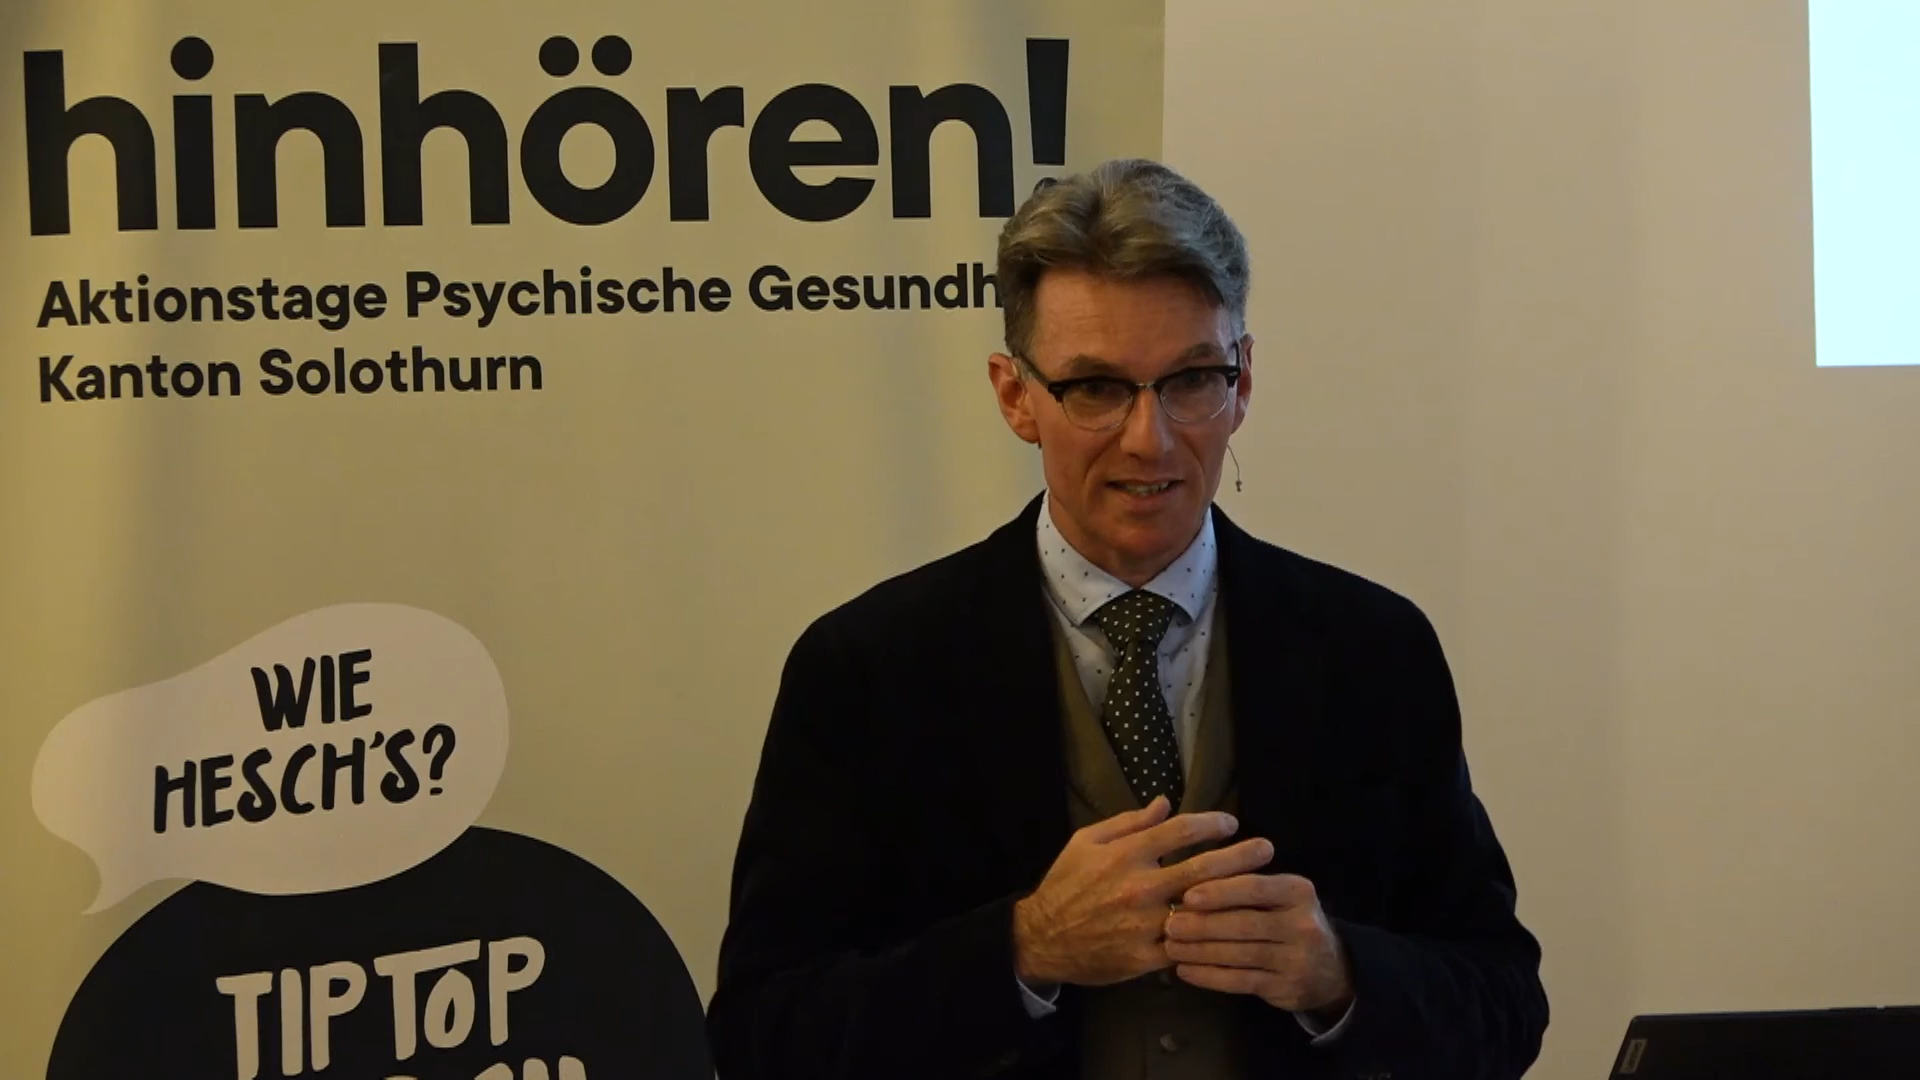 hinhören!
Aktionstage Psychische Gesundh
Kanton Solothurn
WIE
HESCH'S?
TIPTOP